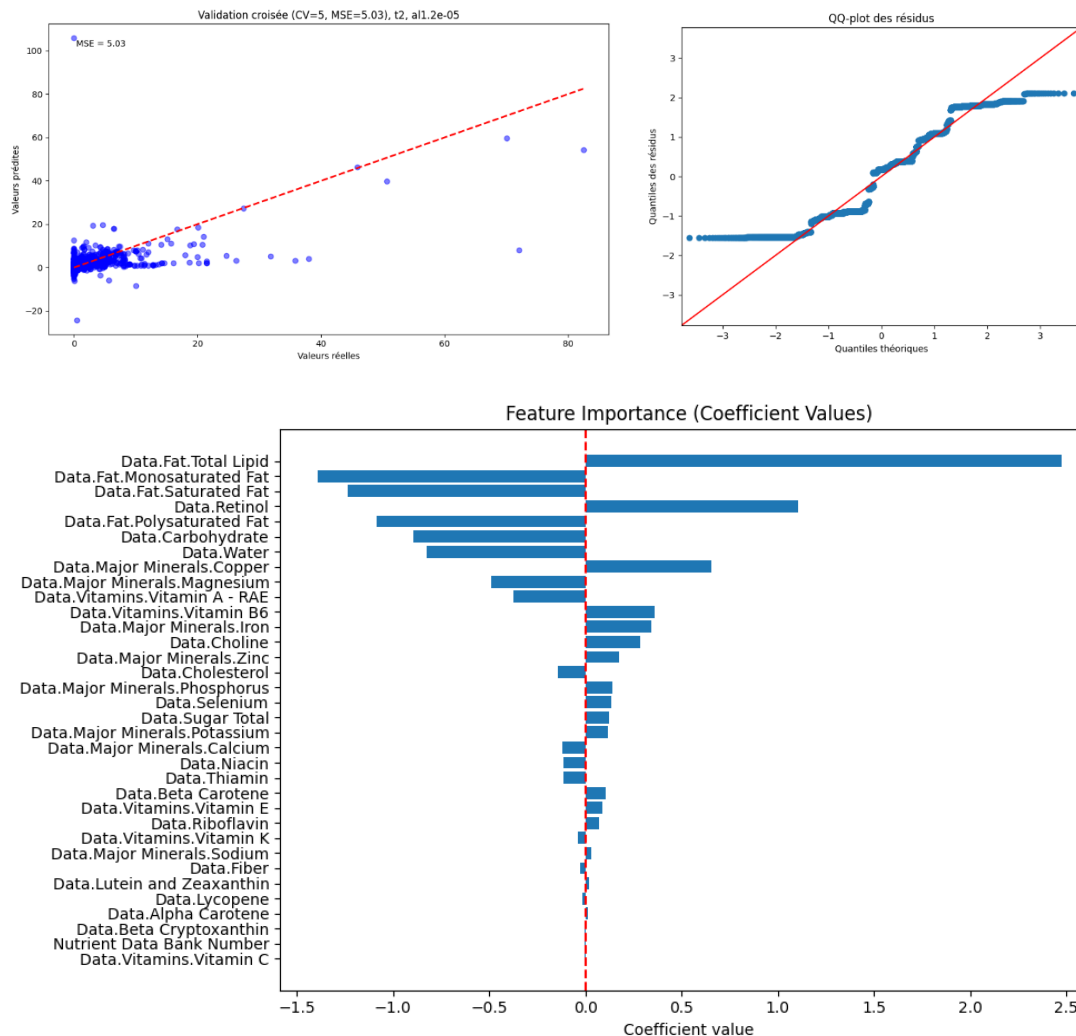 Validation croisée (CV=5, MSE=5.03), t2, al1.2e-05
MSE = 5.03
100
80
60
40
20
0
−20
Valeurs prédites
0
20
40
60
80
Valeurs réelles
QQ-plot des résidus
3
2
1
0
−1
−2
−3
Quantiles des résidus
−3
−2
−1
0
1
2
3
Quantiles théoriques
Feature Importance (Coefficient Values)
Data.Fat.Total Lipid
Data.Fat.Monosaturated Fat
Data.Fat.Saturated Fat
Data.Retinol
Data.Fat.Polysaturated Fat
Data.Carbohydrate
Data.Water
Data.Major Minerals.Copper
Data.Major Minerals.Magnesium
Data.Vitamins.Vitamin A - RAE
Data.Vitamins.Vitamin B6
Data.Major Minerals.Iron
Data.Choline
Data.Major Minerals.Zinc
Data.Cholesterol
Data.Major Minerals.Phosphorus
Data.Selenium
Data.Sugar Total
Data.Major Minerals.Potassium
Data.Major Minerals.Calcium
Data.Niacin
Data.Thiamin
Data.Beta Carotene
Data.Vitamins.Vitamin E
Data.Riboflavin
Data.Vitamins.Vitamin K
Data.Major Minerals.Sodium
Data.Fiber
Data.Lutein and Zeaxanthin
Data.Lycopene
Data.Alpha Carotene
Data.Beta Cryptoxanthin
Nutrient Data Bank Number
Data.Vitamins.Vitamin C
−1.5
−1.0
−0.5
0.0
0.5
1.0
1.5
2.0
2.5
Coefficient value